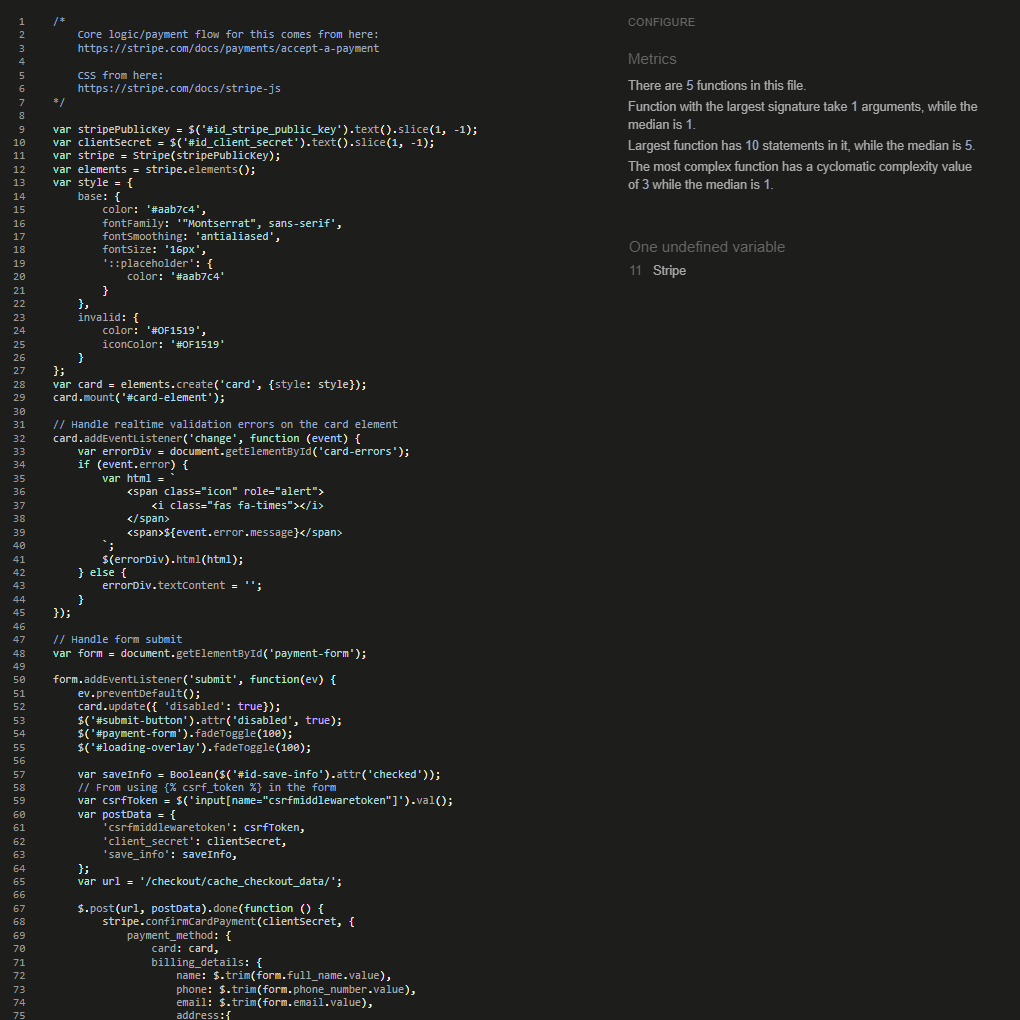 1 /*
2 Core logic/payment flow for this comes from here:
3 https://stripe.com/docs/payments/accept-a-payment
4
5 CSS from here:
6 https://stripe.com/docs/stripe-js
7 */
8
9 var stripePublicKey = $('#id_stripe_public_key').text().slice(1, -1);
10 var clientSecret = $('#id_client_secret').text().slice(1, -1);
11 var stripe = Stripe(stripePublicKey);
12 var elements = stripe.elements();
13 var style = {
14 base: {
15 color: '#aab7c4',
16 fontFamily: '"Montserrat", sans-serif',
17 fontSmoothing: 'antialiased',
18 fontSize: '16px',
19 '::placeholder': {
20 color: '#aab7c4'
21 }
22 },
23 invalid: {
24 color: '#OF1519',
25 iconColor: '#OF1519'
26 }
27 };
28 var card = elements.create('card', {style: style});
29 card.mount('#card-element');
30
31 // Handle realtime validation errors on the card element
32 card.addEventListener('change', function (event) {
33 var errorDiv = document.getElementById('card-errors');
34 if (event.error) {
35 var html = `
36 <span class="icon" role="alert">
37 <i class="fas fa-times"></i>
38 </span>
39 <span>${event.error.message}</span>
40 `;
41 $(errorDiv).html(html);
42 } else {
43 errorDiv.textContent = '';
44 }
45 });
46
47 // Handle form submit
48 var form = document.getElementById('payment-form');
49
50 form.addEventListener('submit', function(ev) {
51 ev.preventDefault();
52 card.update({ 'disabled': true});
53 $('#submit-button').attr('disabled', true);
54 $('#payment-form').fadeToggle(100);
55 $('#loading-overlay').fadeToggle(100);
56
57 var saveInfo = Boolean($('#id-save-info').attr('checked'));
58 // From using {% csrf_token %} in the form
59 var csrfToken = $('input[name="csrfmiddlewaretoken"]').val();
60 var postData = {
61 'csrfmiddlewaretoken': csrfToken,
62 'client_secret': clientSecret,
63 'save_info': saveInfo,
64 };
65 var url = '/checkout/cache_checkout_data/';
66
67 $.post(url, postData).done(function () {
68 stripe.confirmCardPayment(clientSecret, {
69 payment_method: {
70 card: card,
71 billing_details: {
72 name: $.trim(form.full_name.value),
73 phone: $.trim(form.phone_number.value),
74 email: $.trim(form.email.value),
75 address:{
CONFIGURE
Metrics
There are 5 functions in this file.
Function with the largest signature take 1 arguments, while the
median is 1.
Largest function has 10 statements in it, while the median is 5.
The most complex function has a cyclomatic complexity value
of 3 while the median is 1.
One undefined variable
11 Stripe